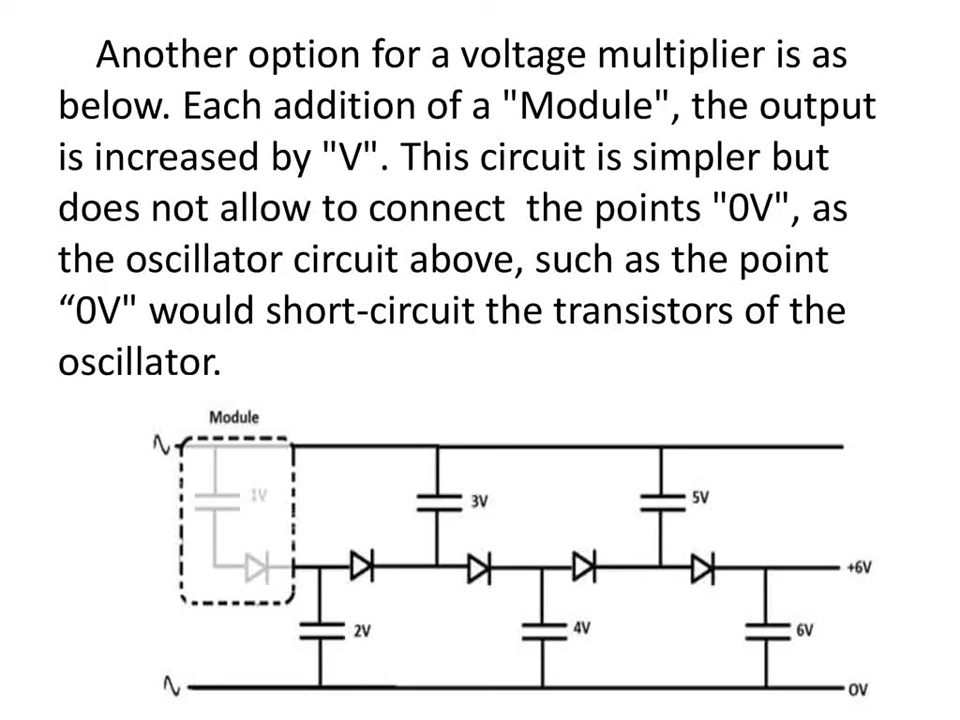 Another option for a voltage multiplier is as
below. Each addition of a "Module", the output
is increased by "V". This circuit is simpler but
does not allow to connect  the points "0V", as
the oscillator circuit above, such as the point
“0V" would short-circuit the transistors of the
oscillator.
Module
1V
3V
5V
+6V
2V
4V
6V
0V